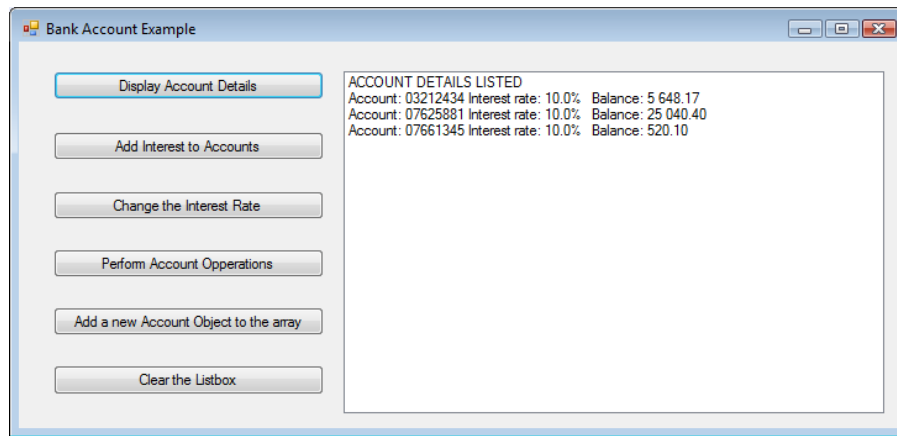 Bank Account Example
Display Account Details
Add Interest to Accounts
Change the Interest Rate
Perform Account Opperations
Add a new Account Object to the array
Clear the Listbox
ACCOUNT DETAILS LISTED
Account: 03212434 Interest rate: 10.0% Balance: 5 648.17
Account: 07625881 Interest rate: 10.0% Balance: 25 040.40
Account: 07661345 Interest rate: 10.0% Balance: 520.10